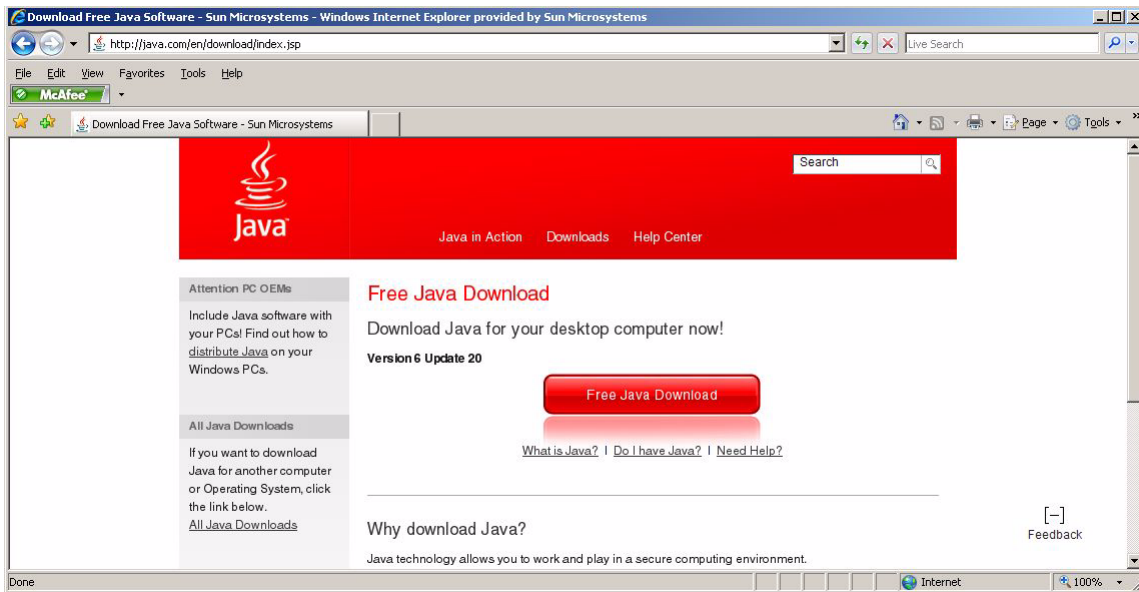 Download Free Java Software - Sun Microsystems - Windows Internet Explorer provided by Sun Microsystems
http://java.com/en/download/index.jsp
Live Search
File Edit View Favorites Tools Help
McAfee
Download Free Java Software - Sun Microsystems
Page Tools
Java
Search
Java in Action Downloads Help Center
Attention PC OEMs
Include Java software with
your PCs! Find out how to
distribute Java on your
Windows PCs.
All Java Downloads
If you want to download
Java for another computer
or Operating System, click
the link below.
All Java Downloads
Free Java Download
Download Java for your desktop computer now!
Version 6 Update 20
Free Java Download
What is Java? | Do I have Java? | Need Help?
Why download Java?
Java technology allows you to work and play in a secure computing environment.
[–]
Feedback
Done
Internet
100%